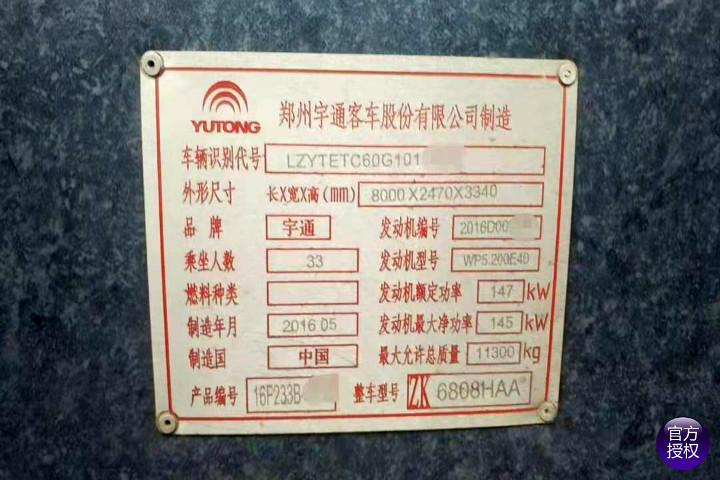 YUTONG 郑州宇通客车股份有限公司制造
车辆识别代号 LZYTETC60G101
外形尺寸 长X宽X高(mm) 8000X2470X3340
品牌 宇通 发动机编号 2016D00
乘坐人数 33 发动机型号 WP5.200E40
燃料种类 发动机额定功率 147 kW
制造年月 2016 05 发动机最大净功率 145 kW
制造国 中国 最大允许总质量 11300 kg
产品编号 16P233B 整车型号 ZK 6808HAA
官方
授权